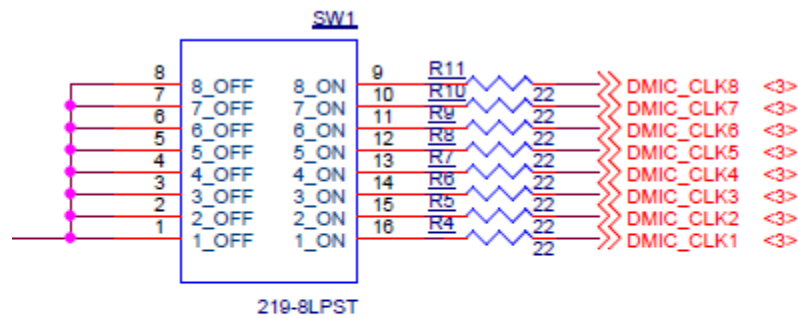 SW1
8 8_OFF 8_ON 9 R11 22 DMIC_CLK8 <3>
7 7_OFF 7_ON 10 R10 22 DMIC_CLK7 <3>
6 6_OFF 6_ON 11 R9 22 DMIC_CLK6 <3>
5 5_OFF 5_ON 12 R8 22 DMIC_CLK5 <3>
4 4_OFF 4_ON 13 R7 22 DMIC_CLK4 <3>
3 3_OFF 3_ON 14 R6 22 DMIC_CLK3 <3>
2 2_OFF 2_ON 15 R5 22 DMIC_CLK2 <3>
1 1_OFF 1_ON 16 R4 22 DMIC_CLK1 <3>
219-8LPST